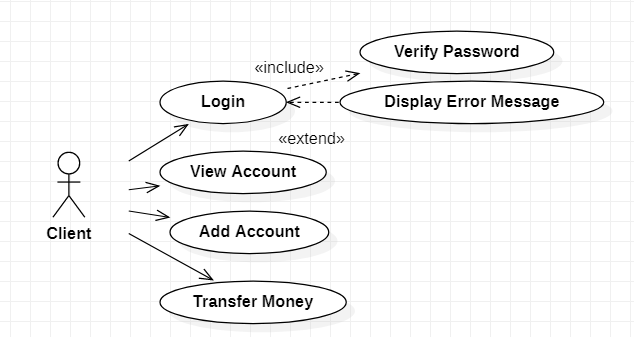 Verify Password
«include»
Login
Display Error Message
«extend»
View Account
Client
Add Account
Transfer Money